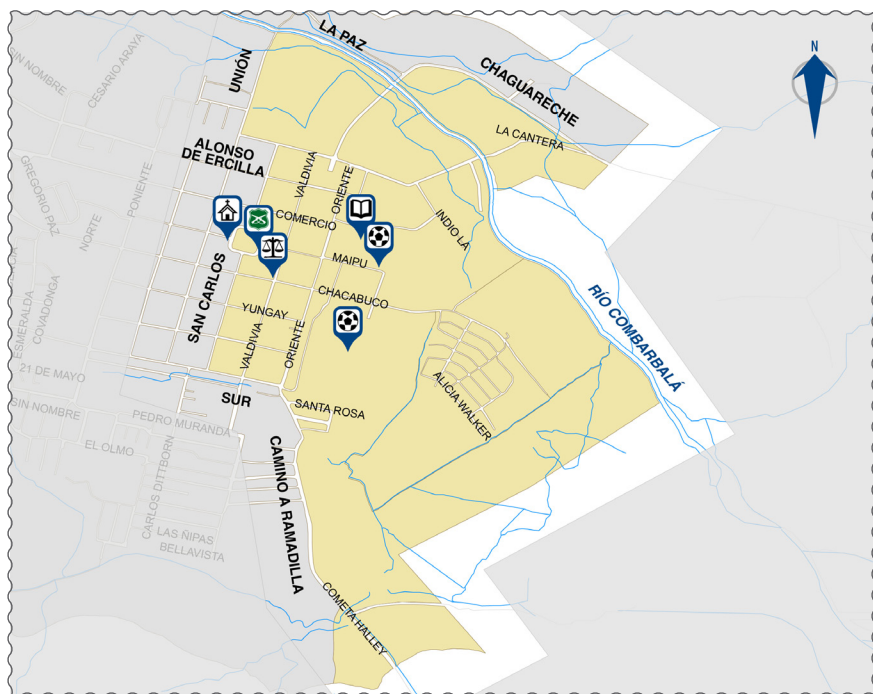 LA PAZ
N
SIN NOMBRE
CESARIO ARAYA
UNIÓN
CHAGUARECHE
LA CANTERA
ALONSO
DE ERCILLA
GREGORIO PAZ
PONIENTE
VALDIVIA
ORIENTE
NORTE
COMERCIO
INDIO LA
MAIPU
SAN CARLOS
CHACABUCO
RÍO COMBARBALÁ
ESMERALDA
COVADONGA
YUNGAY
VALDIVIA
ORIENTE
21 DE MAYO
ALICIA WALKER
SUR
SANTA ROSA
SIN NOMBRE
PEDRO MURANDA
EL OLMO
CARLOS DITTBORN
CAMINO A RAMADILLA
LAS ÑIPAS
BELLAVISTA
COMETA HALLEY